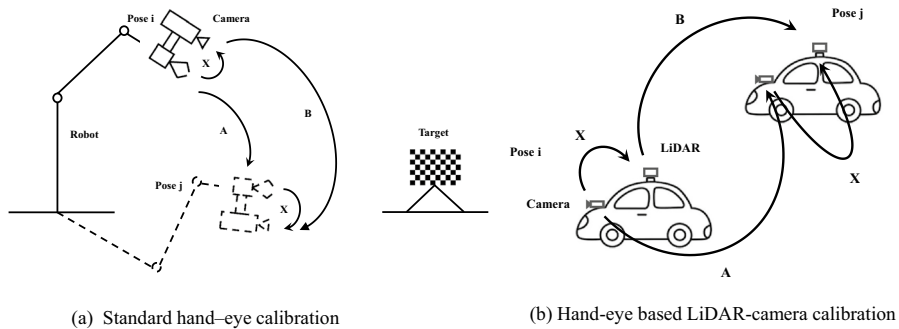 Pose i
Camera
X
B
A
Robot
Pose j
X
Target
(a) Standard hand–eye calibration
B
Pose j
X
LiDAR
Pose i
Camera
X
A
(b) Hand-eye based LiDAR-camera calibration